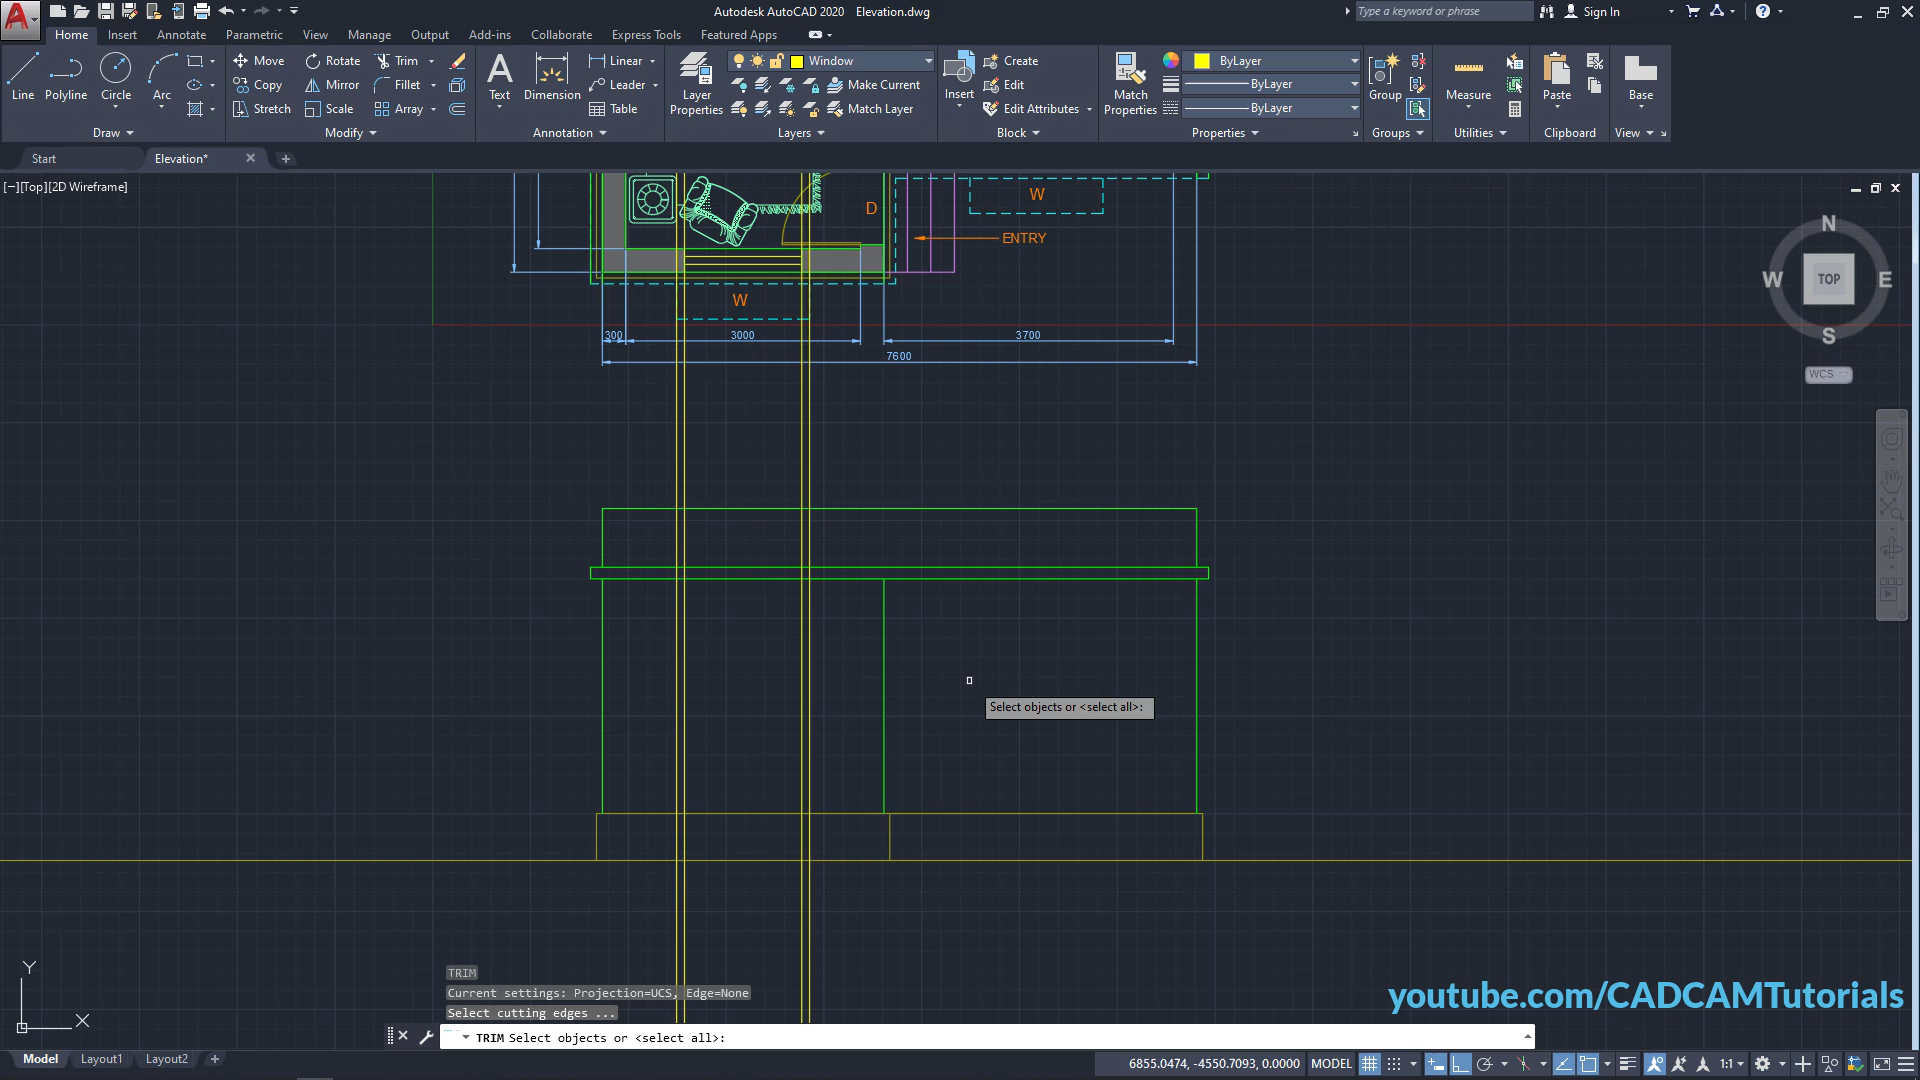 Autodesk AutoCAD 2020 Elevation.dwg
Type a keyword or phrase
Sign In
Home Insert Annotate Parametric View Manage Output Add-ins Collaborate Express Tools Featured Apps
Line Polyline Circle Arc
Move Rotate Trim
Copy Mirror Fillet
Stretch Scale Array
Text Dimension
Linear
Leader
Table
Layer Properties
Window
Make Current
Match Layer
Insert
Create
Edit
Edit Attributes
Match Properties
ByLayer
ByLayer
ByLayer
Group
Measure
Paste
Base
Draw Modify Annotation Layers Block Properties Groups Utilities Clipboard View
Start Elevation*
[−][Top][2D Wireframe]
W
D
ENTRY
W
300 3000 3700
7600
N
W TOP E
S
WCS
Select objects or <select all>:
Y
X
TRIM
Current settings: Projection=UCS, Edge=None
Select cutting edges ...
TRIM Select objects or <select all>:
youtube.com/CADCAMTutorials
Model Layout1 Layout2
6855.0474, -4550.7093, 0.0000 MODEL
1:1